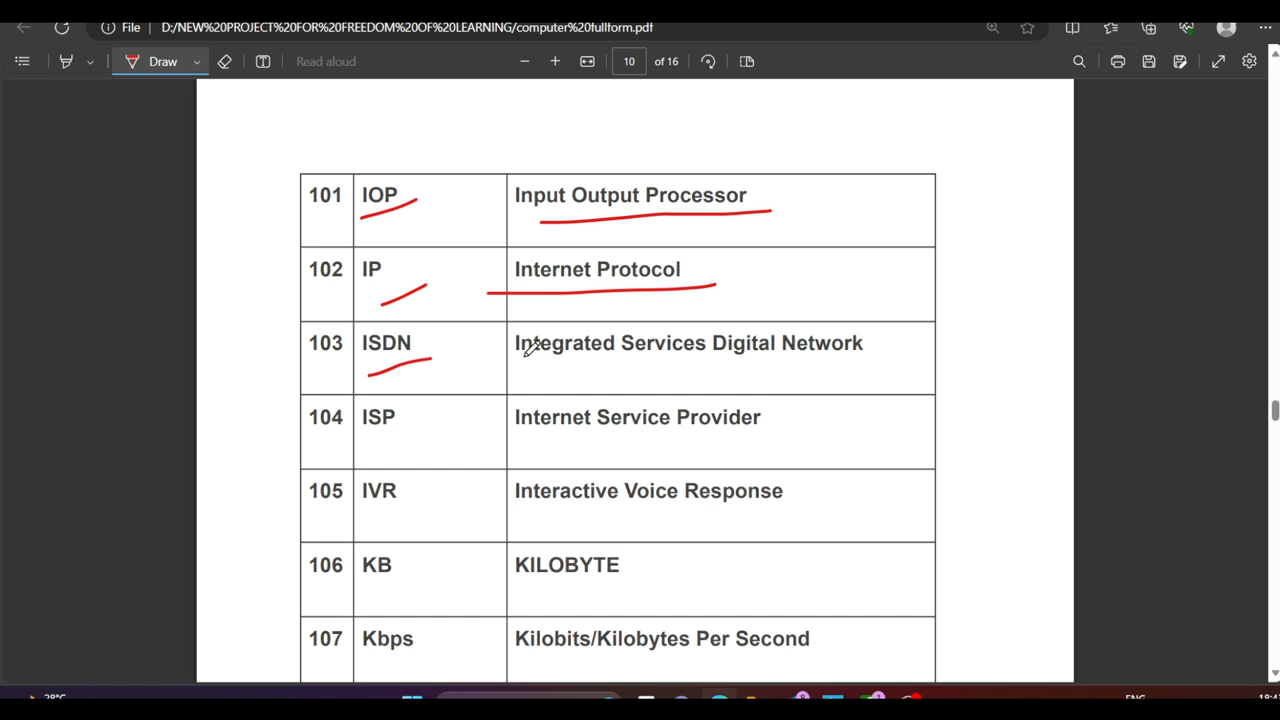 File D:/NEW%20PROJECT%20FOR%20FREEDOM%20OF%20LEARNING/computer%20fullform.pdf
Draw Read aloud 10 of 16
101 IOP Input Output Processor
102 IP Internet Protocol
103 ISDN Integrated Services Digital Network
104 ISP Internet Service Provider
105 IVR Interactive Voice Response
106 KB KILOBYTE
107 Kbps Kilobits/Kilobytes Per Second
28°C ENG